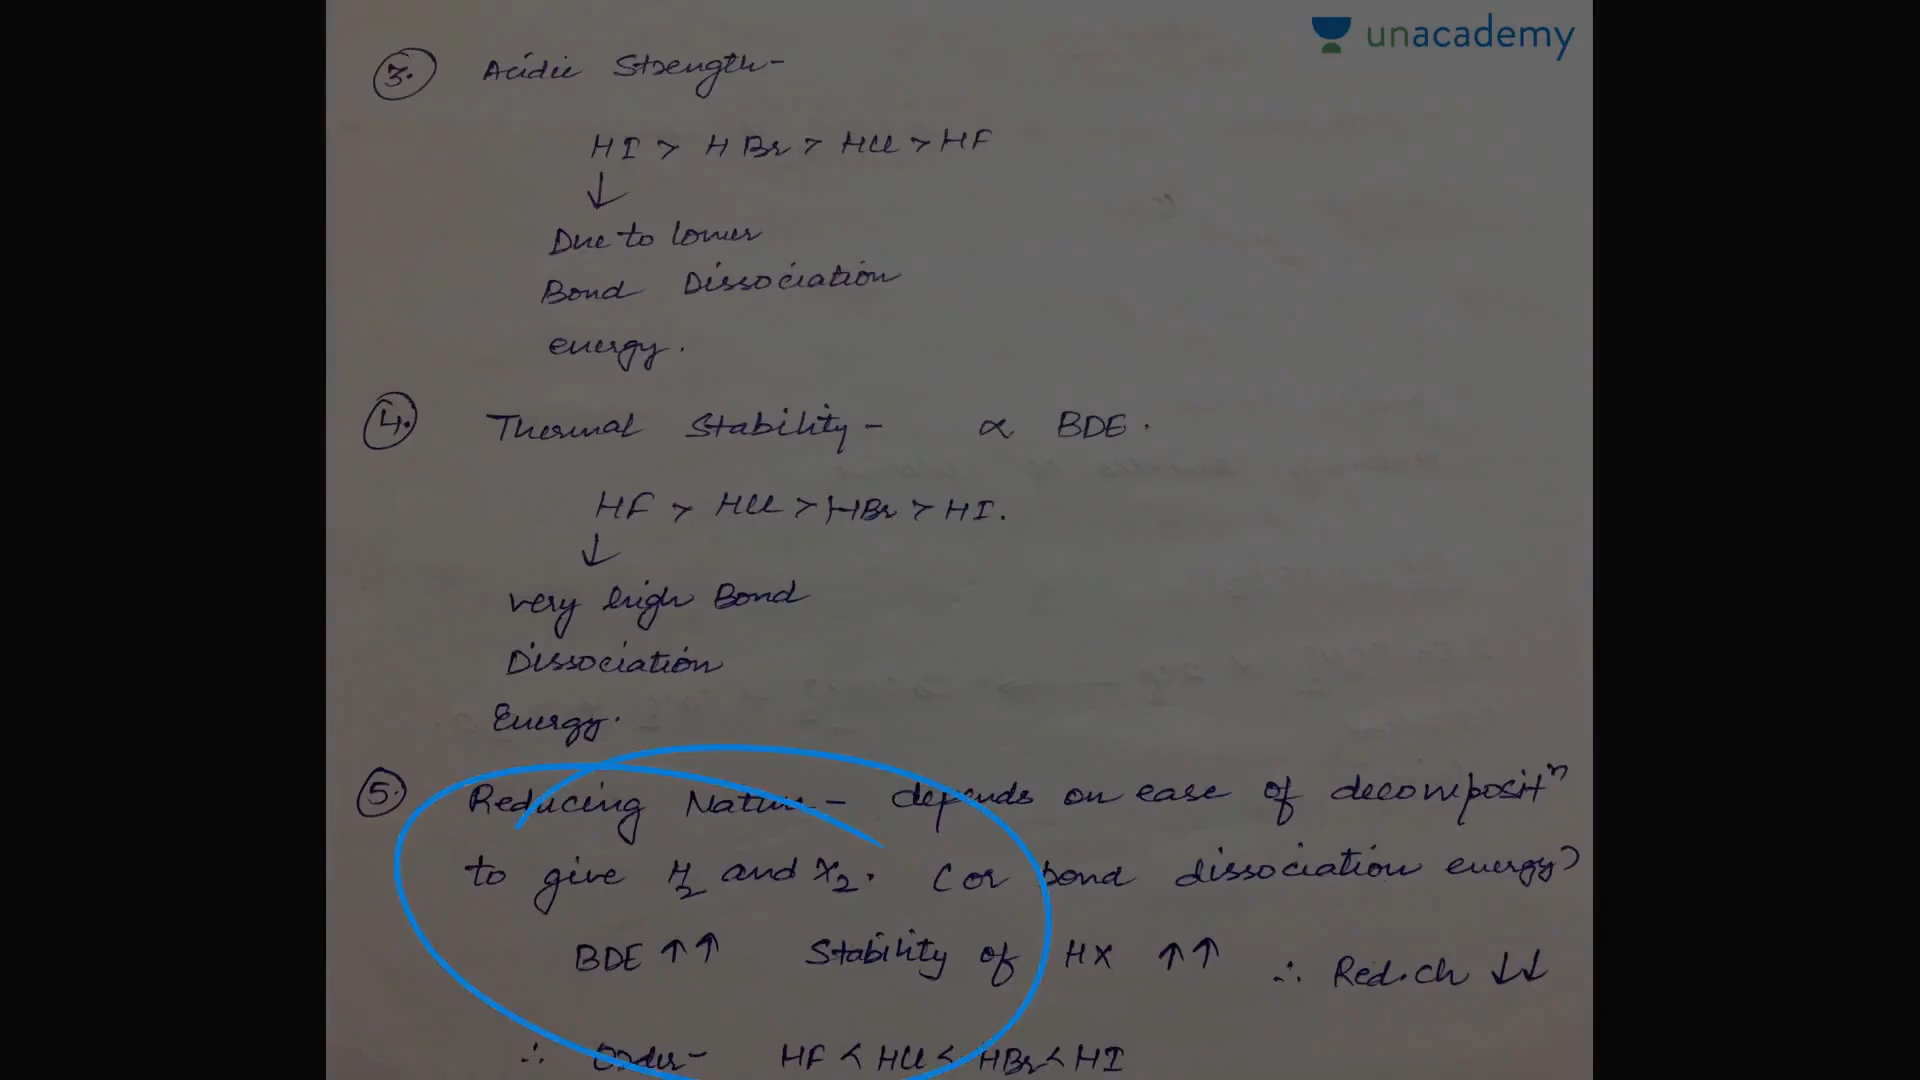 unacademy
3. Acidic Strength-
HI > HBr > HCl > HF
↓
Due to lower
Bond Dissociation
energy.
4. Thermal Stability - ∝ BDE.
HF > HCl > HBr > HI.
↓
very high Bond
Dissociation
Energy.
5. Reducing Nature - depends on ease of decompositⁿ
to give H2 and X2. (or bond dissociation energy)
BDE ↑↑ Stability of HX ↑↑ ∴ Red.ch ↓↓
∴ Order- HF < HCl < HBr < HI